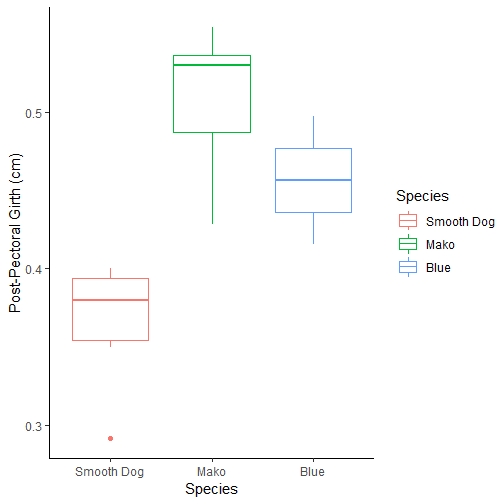 Post-Pectoral Girth (cm)
0.5
0.4
0.3
Smooth Dog
Mako
Blue
Species
Species
Smooth Dog
Mako
Blue